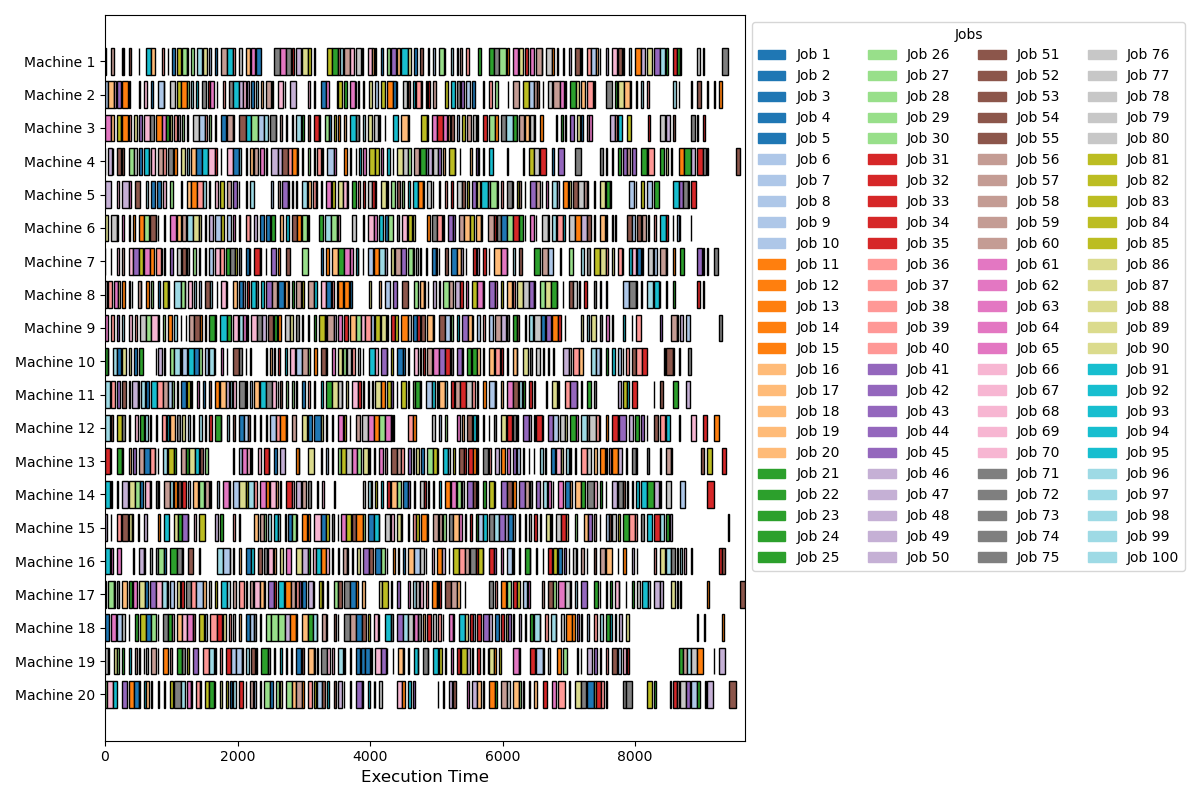 Machine 1
Machine 2
Machine 3
Machine 4
Machine 5
Machine 6
Machine 7
Machine 8
Machine 9
Machine 10
Machine 11
Machine 12
Machine 13
Machine 14
Machine 15
Machine 16
Machine 17
Machine 18
Machine 19
Machine 20
0 2000 4000 6000 8000
Execution Time
Jobs
Job 1 Job 26 Job 51 Job 76
Job 2 Job 27 Job 52 Job 77
Job 3 Job 28 Job 53 Job 78
Job 4 Job 29 Job 54 Job 79
Job 5 Job 30 Job 55 Job 80
Job 6 Job 31 Job 56 Job 81
Job 7 Job 32 Job 57 Job 82
Job 8 Job 33 Job 58 Job 83
Job 9 Job 34 Job 59 Job 84
Job 10 Job 35 Job 60 Job 85
Job 11 Job 36 Job 61 Job 86
Job 12 Job 37 Job 62 Job 87
Job 13 Job 38 Job 63 Job 88
Job 14 Job 39 Job 64 Job 89
Job 15 Job 40 Job 65 Job 90
Job 16 Job 41 Job 66 Job 91
Job 17 Job 42 Job 67 Job 92
Job 18 Job 43 Job 68 Job 93
Job 19 Job 44 Job 69 Job 94
Job 20 Job 45 Job 70 Job 95
Job 21 Job 46 Job 71 Job 96
Job 22 Job 47 Job 72 Job 97
Job 23 Job 48 Job 73 Job 98
Job 24 Job 49 Job 74 Job 99
Job 25 Job 50 Job 75 Job 100